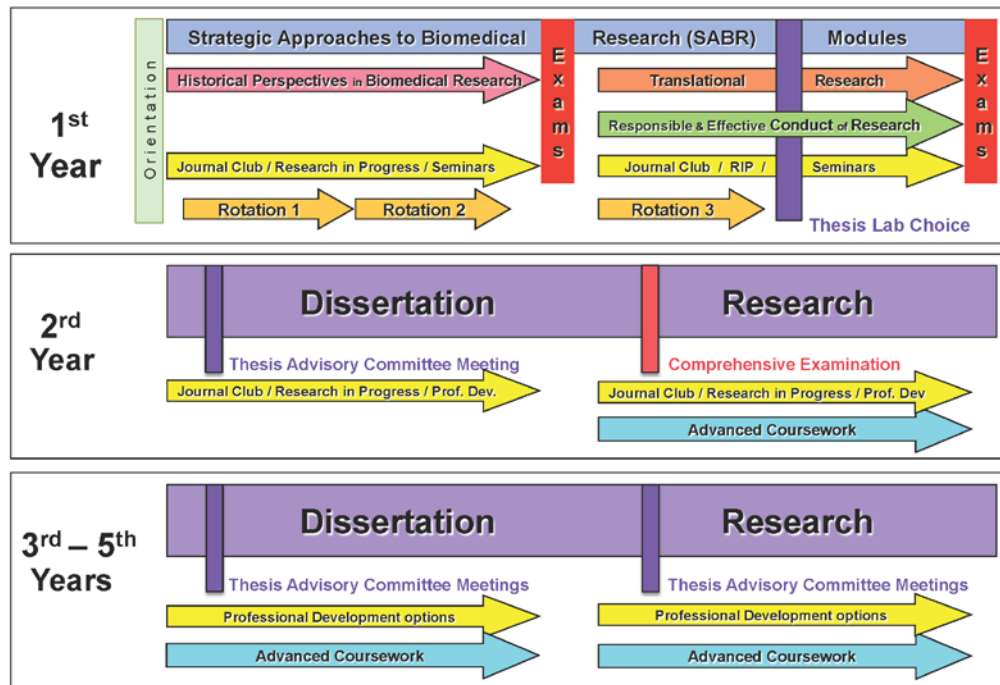 1st
Year
Orientation
Strategic Approaches to Biomedical
Research (SABR)
Modules
Historical Perspectives in Biomedical Research
Exams
Translational
Research
Exams
Responsible & Effective Conduct of Research
Journal Club / Research in Progress / Seminars
Journal Club / RIP /
Seminars
Rotation 1
Rotation 2
Rotation 3
Thesis Lab Choice
2rd
Year
Dissertation
Research
Thesis Advisory Committee Meeting
Comprehensive Examination
Journal Club / Research in Progress / Prof. Dev.
Journal Club / Research in Progress / Prof. Dev
Advanced Coursework
3rd – 5th
Years
Dissertation
Research
Thesis Advisory Committee Meetings
Thesis Advisory Committee Meetings
Professional Development options
Professional Development options
Advanced Coursework
Advanced Coursework